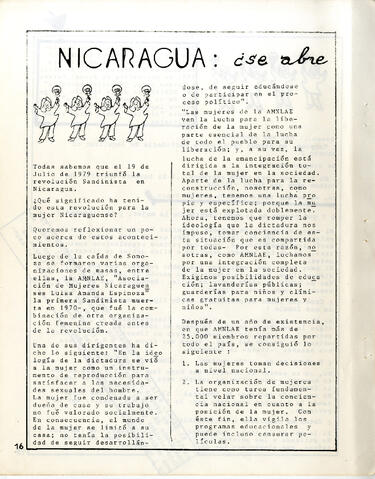 NICARAGUA: ¿se abre
Todas sabemos que el 19 de
Julio de 1979 triunfó la
revolución Sandinista en
Nicaragua.
¿Qué significado ha teni-
do esta revolución para la
mujer Nicaraguense?
Queremos reflexionar un po-
co acerca de estos aconteci-
mientos.
Luego de la caída de Somo-
za se formaron varias orga-
nizaciones de masas, entre
ellas, la AMNLAE, "Asocia-
ción de Mujeres Nicaraguen
ses Luisa Amanda Espinoza"
la primera Sandinista muer-
ta en 1970-, que fué la com-
binación de otra organiza-
ción femenina creada antes
de la revolución.
Una de sus dirigentes ha di-
cho lo siguiente: "En la ideo
logía de la dictadura se vió
a la mujer como un instru-
mento de reproducción para
satisfacer a las necesida-
des sexuales del hombre.
La mujer fue condenada a ser
dueña de casa y su trabajo
no fué valorado socialmente.
En consecuencia, el mundo
de la mujer se limitó a su
casa; no tenía la posibili-
dad de seguir desarrollán-
16
dose, de seguir educándose
o de participar en el pro-
ceso político".
"Las mujeres de la AMNLAE
ven la lucha para la libe-
ración de la mujer como una
parte esencial de la lucha
de todo el pueblo para su
liberación; y, a su vez, la
lucha de la emancipación está
dirigida a la integración to-
tal de la mujer en la sociedad.
Aparte de la lucha para la re-
construcción, nosotras, como
mujeres, tenemos una lucha pro
pia y específica; porque la mu
jer está explotada doblemente.
Ahora, tenemos que romper la
ideología que la dictadura nos
impuso, tomar conciencia de es-
ta situación que es compartida
por todas. Por esta razón, no
sotras, como AMNLAE, luchamos
por una integración completa
de la mujer en la sociedad.
Exigimos posibilidades de educa
ción; lavanderías públicas;
guarderías para niños y clíni-
cas gratuitas para mujeres y
niños".
Después de un año de existencia,
en que AMNLAE tenía más de
25.000 miembros repartidos por
todo el país, se consiguió lo
siguiente :
1. Las mujeres toman decisiones
a nivel nacional.
2. La organización de mujeres
tiene como tarea fundamen-
tal velar sobre la concien-
cia nacional en cuanto a la
posición de la mujer. Con
éste fin, ella vigila los
programas educacionales y
puede incluso censurar pe-
lículas.